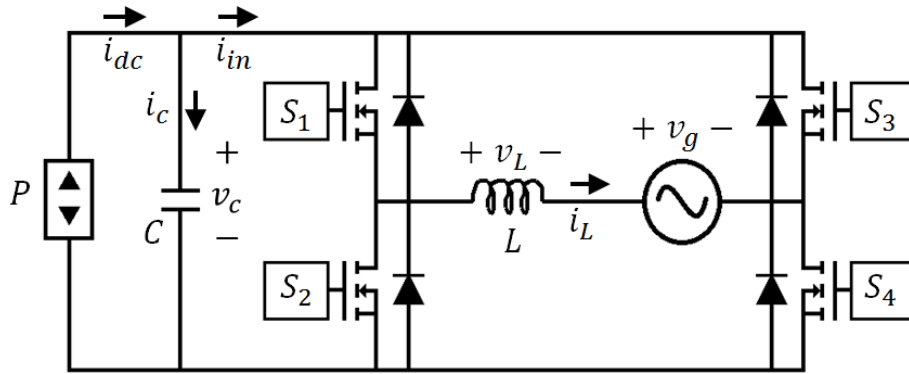 i_dc i_in
i_c
S_1 S_3
+ v_L − + v_g −
P + v_c −
C
L i_L
S_2 S_4